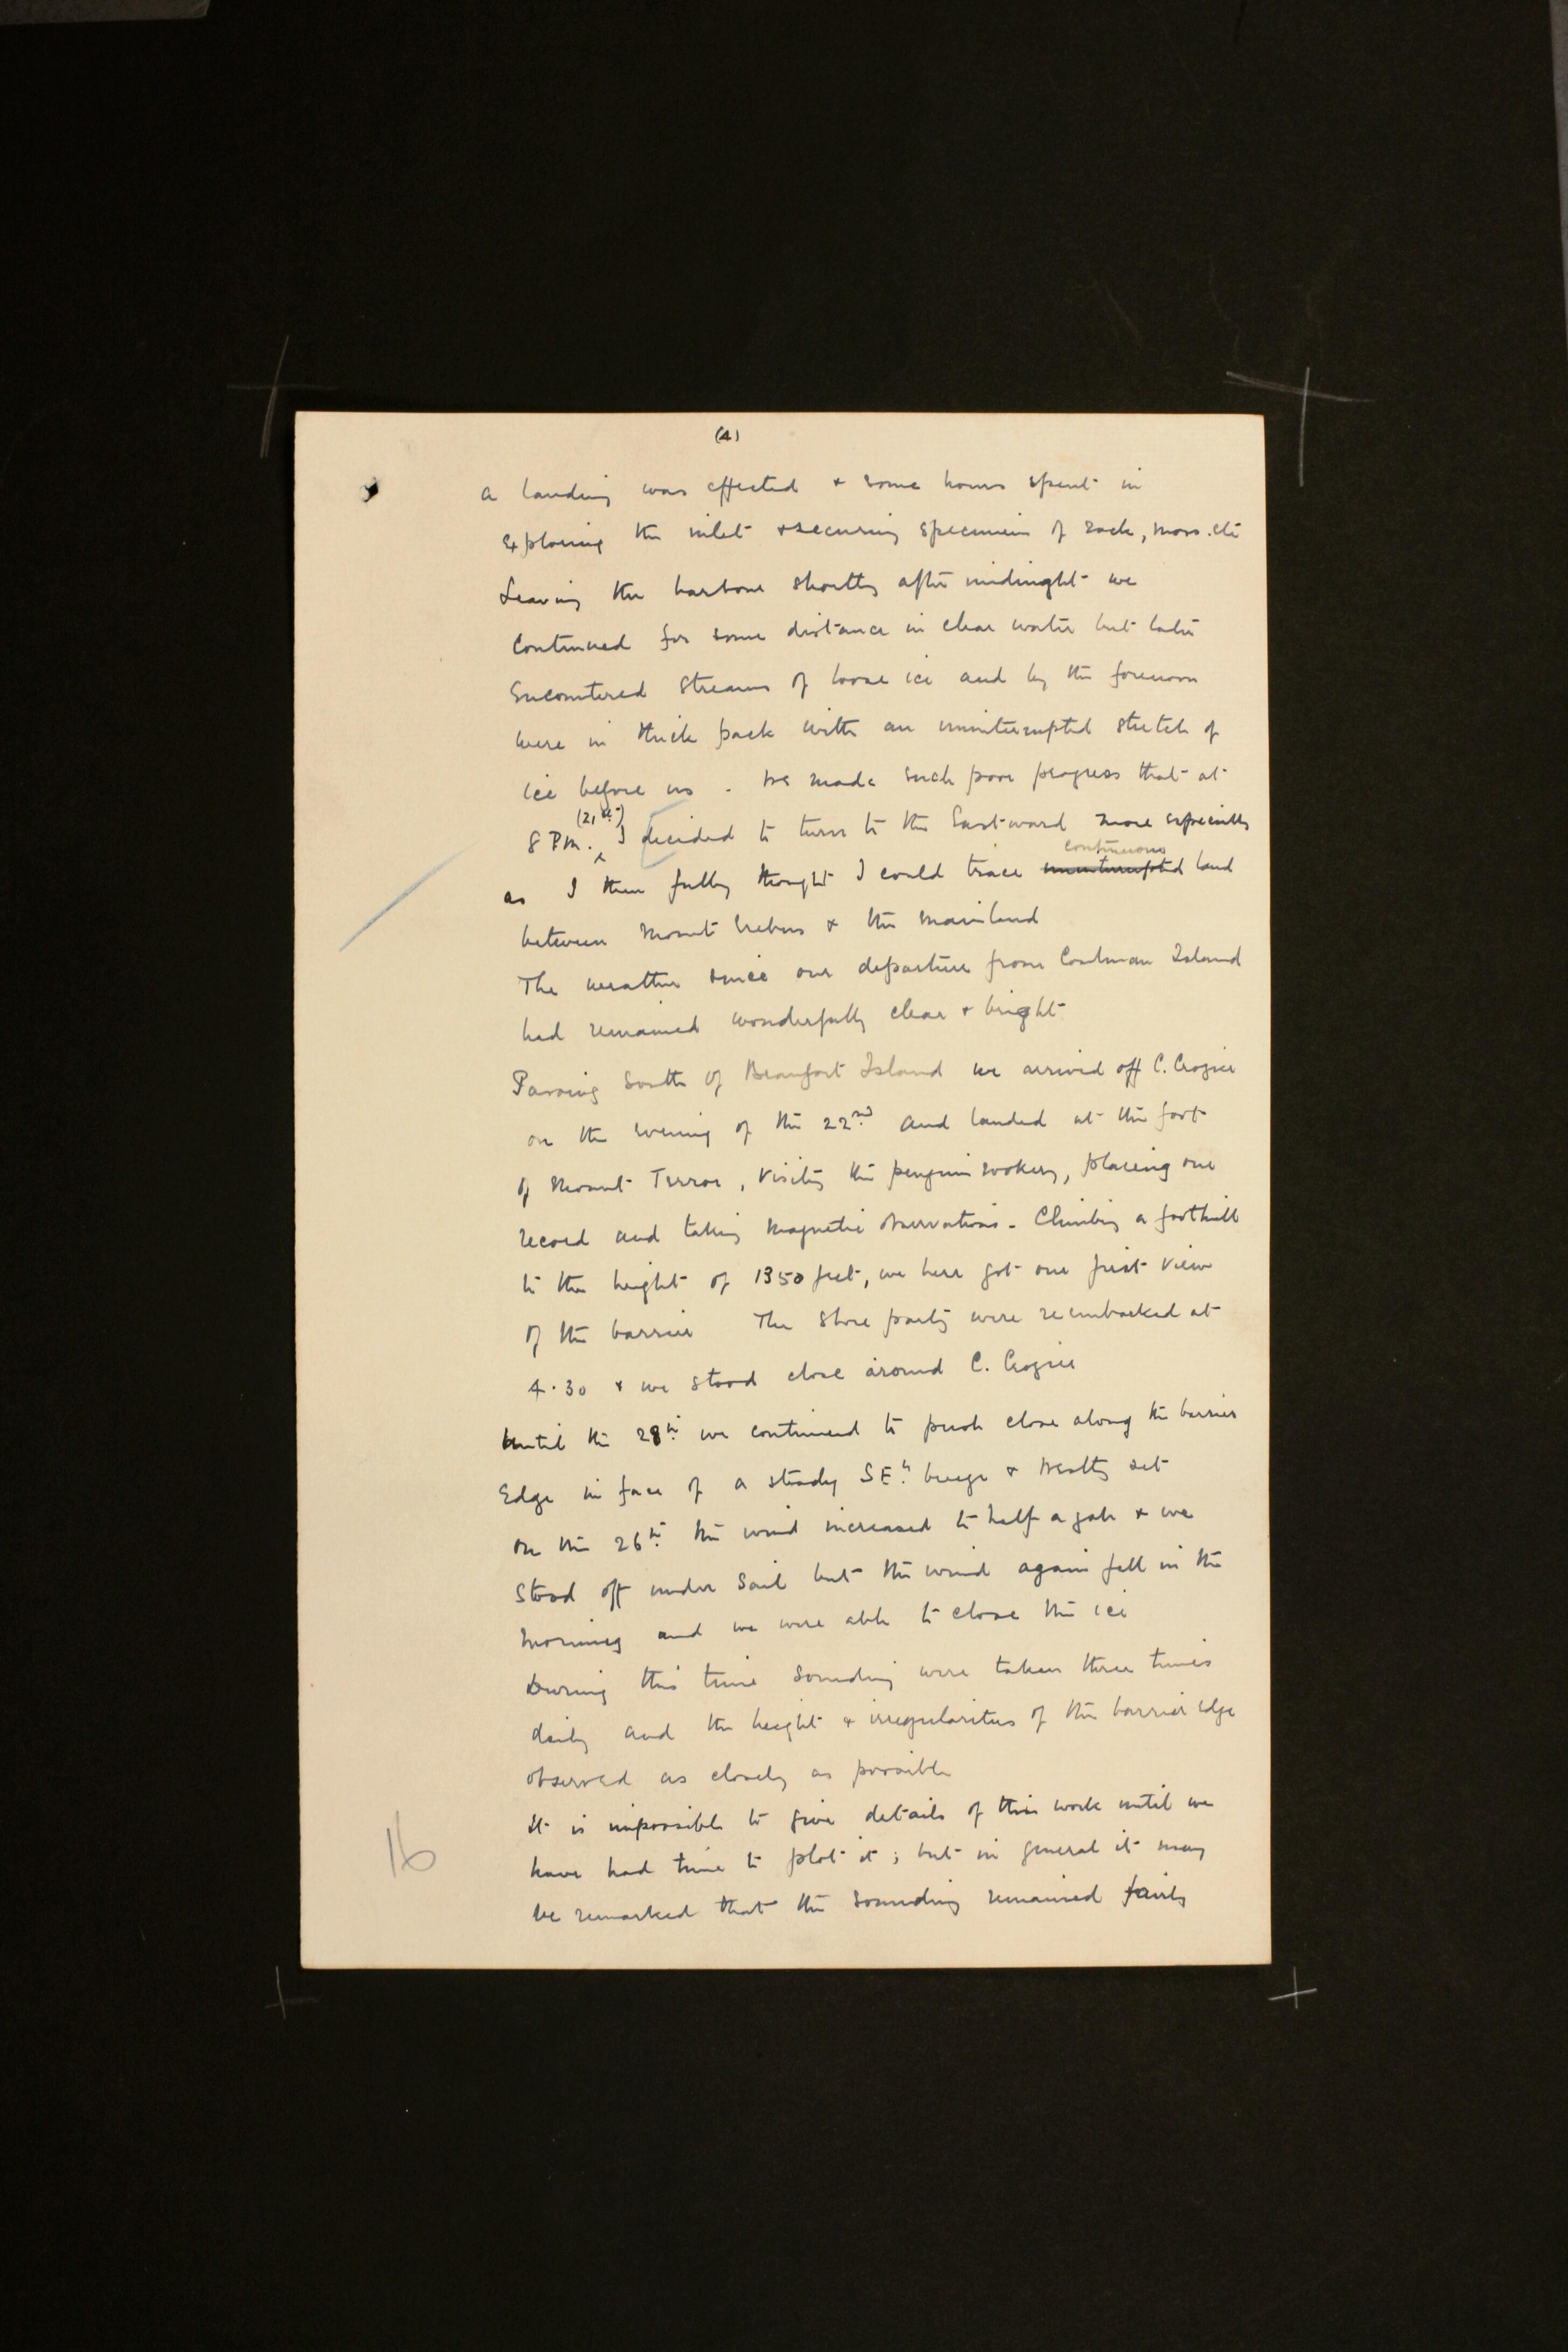 (4)
a landing was effected & some hours spent in
exploring the inlet & securing specimens of rock, moss. etc
Leaving the harbour shortly after midnight we
continued for some distance in clear water but later
encountered streams of loose ice and by the forenoon
were in thick pack with an uninterrupted stretch of
ice before us. We made such poor progress that at
(21st)
8 P.M. I decided to turn to the Eastward more especially
continuous
as I then fully thought I could trace uninterrupted land
between Mount Erebus & the mainland
The weather since our departure from Coulman Island
had remained wonderfully clear & bright
Passing South of Beaufort Island we arrived off C. Crozier
on the evening of the 22nd and landed at the foot
of Mount Terror, visiting the penguin rookery, placing our
record and taking magnetic observations. Climbing a foothill
to the height of 1350 feet, we here got our first view
of the barrier The shore party were reembarked at
4.30 & we stood close around C. Crozier
Until the 28th we continued to push close along the barrier
Edge in face of a steady SEly breeze & Westly set
On the 26th the wind increased to half a gale & we
stood off under sail but the wind again fell in the
morning and we were able to close the ice
During this time soundings were taken three times
daily and the height & irregularities of the barrier edge
observed as closely as possible
It is impossible to give details of this work until we
have had time to plot it; but in general it may
be remarked that the soundings remained fairly
16